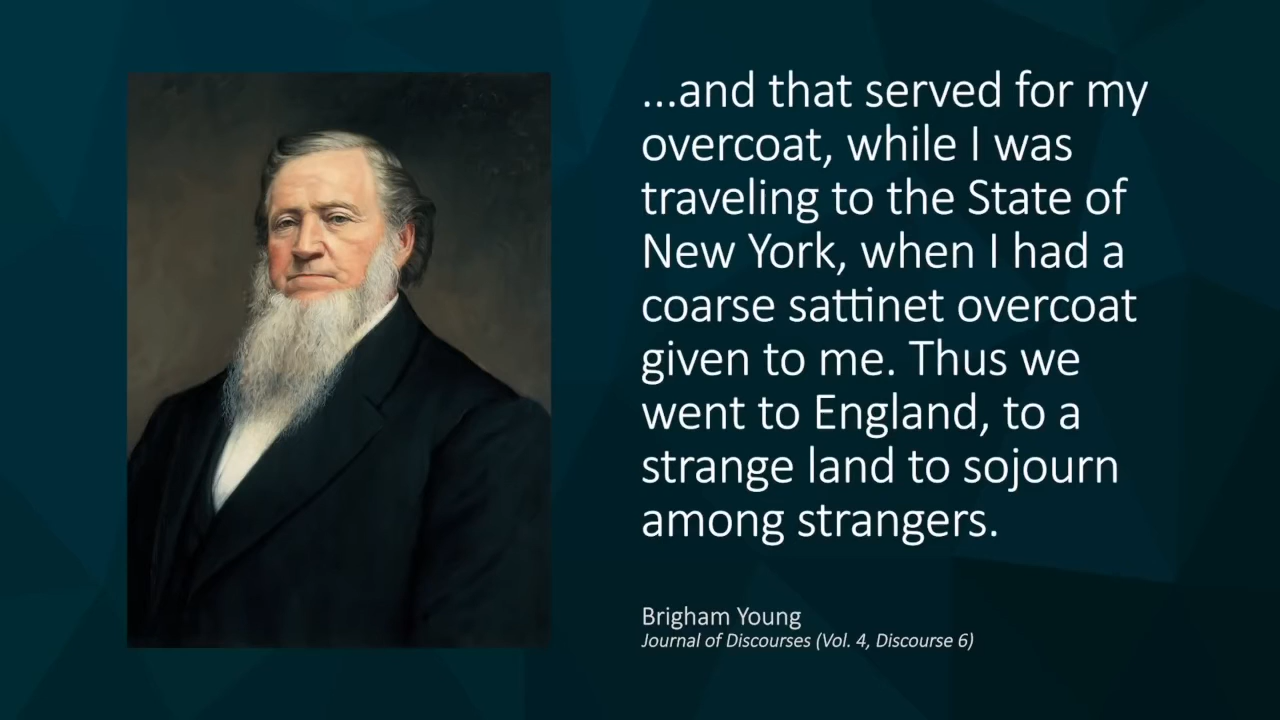 ...and that served for my
overcoat, while I was
traveling to the State of
New York, when I had a
coarse sattinet overcoat
given to me. Thus we
went to England, to a
strange land to sojourn
among strangers.
Brigham Young
Journal of Discourses (Vol. 4, Discourse 6)